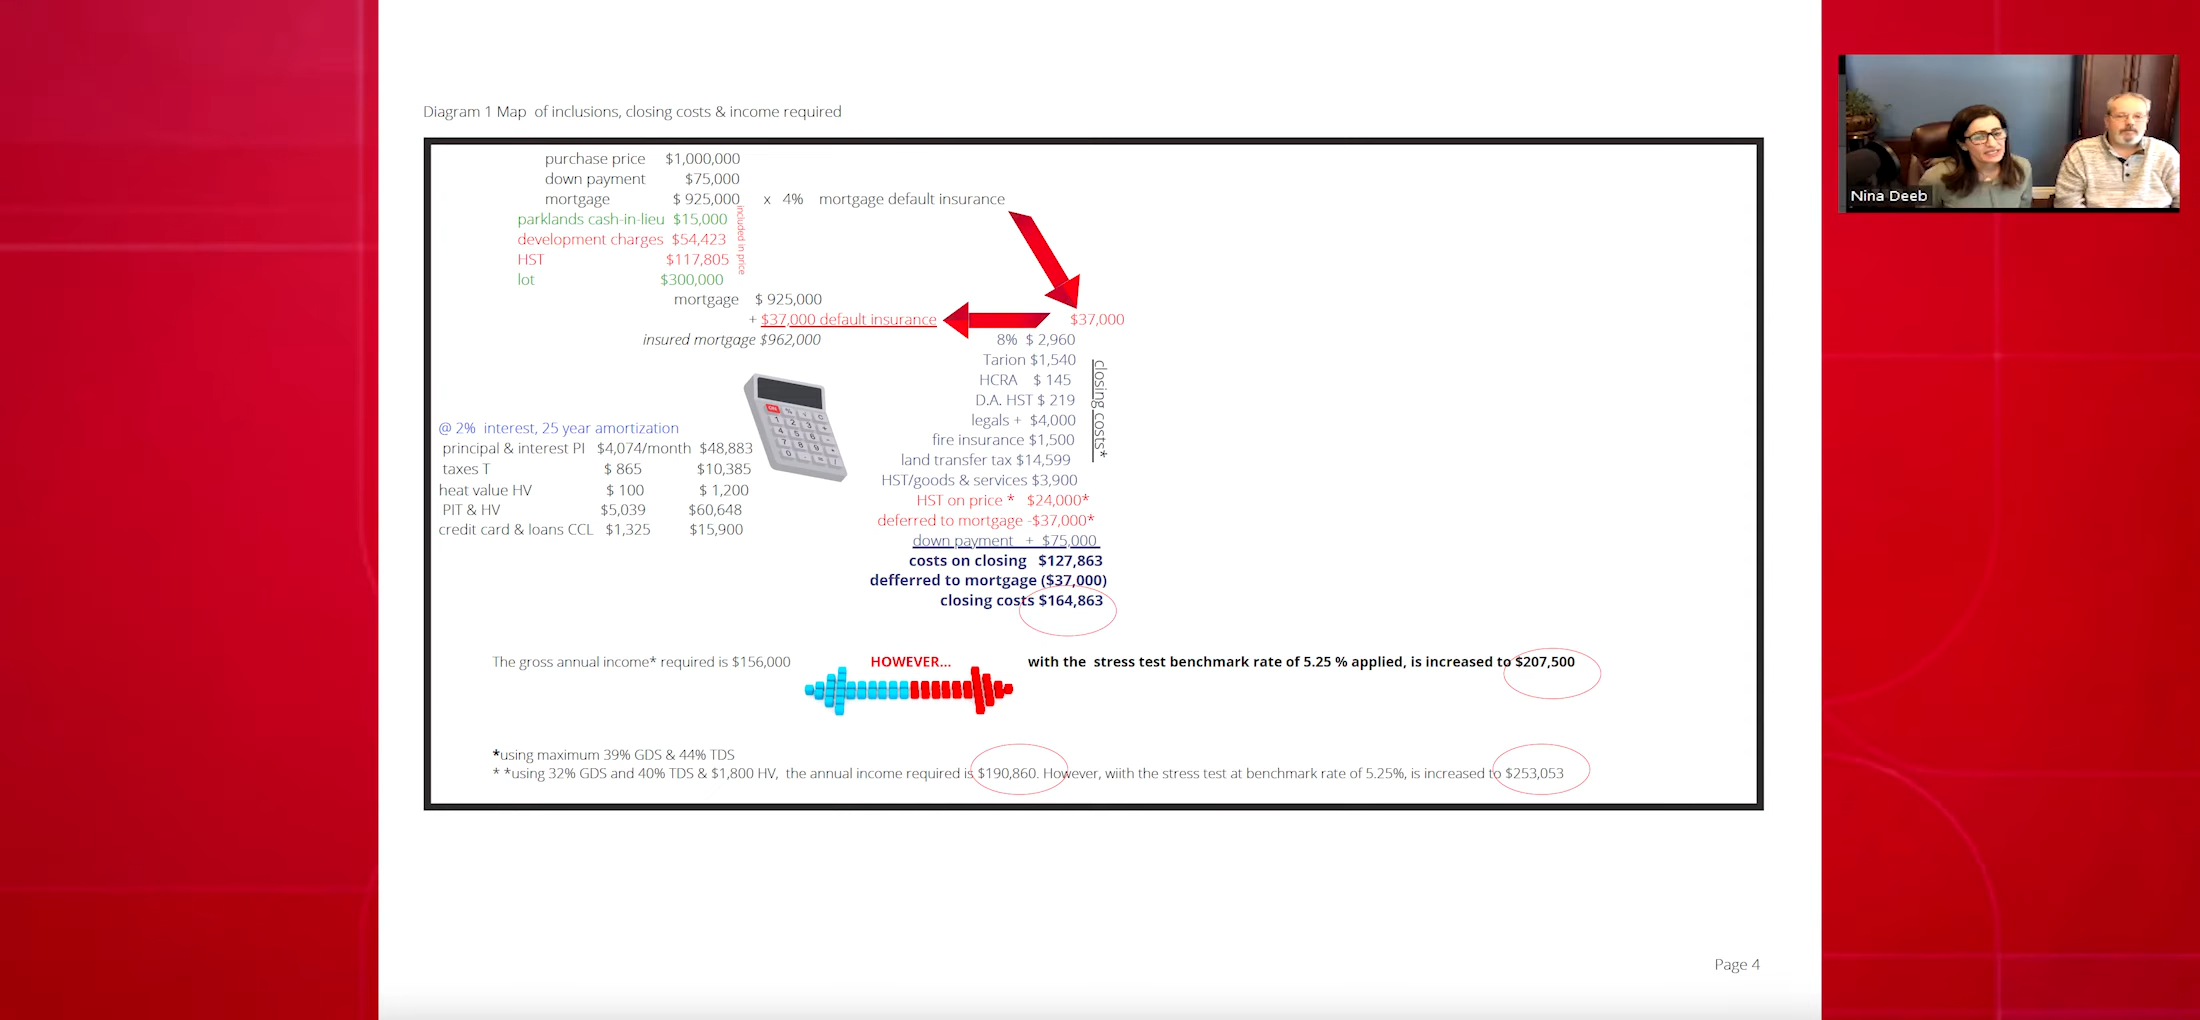 Diagram 1 Map of inclusions, closing costs & income required
purchase price $1,000,000
down payment $75,000
mortgage $ 925,000 x 4% mortgage default insurance
parklands cash-in-lieu $15,000
development charges $54,423
HST $117,805
lot $300,000
included in price
mortgage $ 925,000
+ $37,000 default insurance
insured mortgage $962,000
$37,000
8% $ 2,960
Tarion $1,540
HCRA $ 145
D.A. HST $ 219
legals + $4,000
fire insurance $1,500
land transfer tax $14,599
HST/goods & services $3,900
HST on price * $24,000*
deferred to mortgage -$37,000*
down payment + $75,000
costs on closing $127,863
defferred to mortgage ($37,000)
closing costs $164,863
closing costs*
@ 2% interest, 25 year amortization
principal & interest PI $4,074/month $48,883
taxes T $ 865 $10,385
heat value HV $ 100 $ 1,200
PIT & HV $5,039 $60,648
credit card & loans CCL $1,325 $15,900
The gross annual income* required is $156,000 HOWEVER... with the stress test benchmark rate of 5.25 % applied, is increased to $207,500
*using maximum 39% GDS & 44% TDS
* *using 32% GDS and 40% TDS & $1,800 HV, the annual income required is $190,860. However, wiith the stress test at benchmark rate of 5.25%, is increased to $253,053
Page 4
Nina Deeb